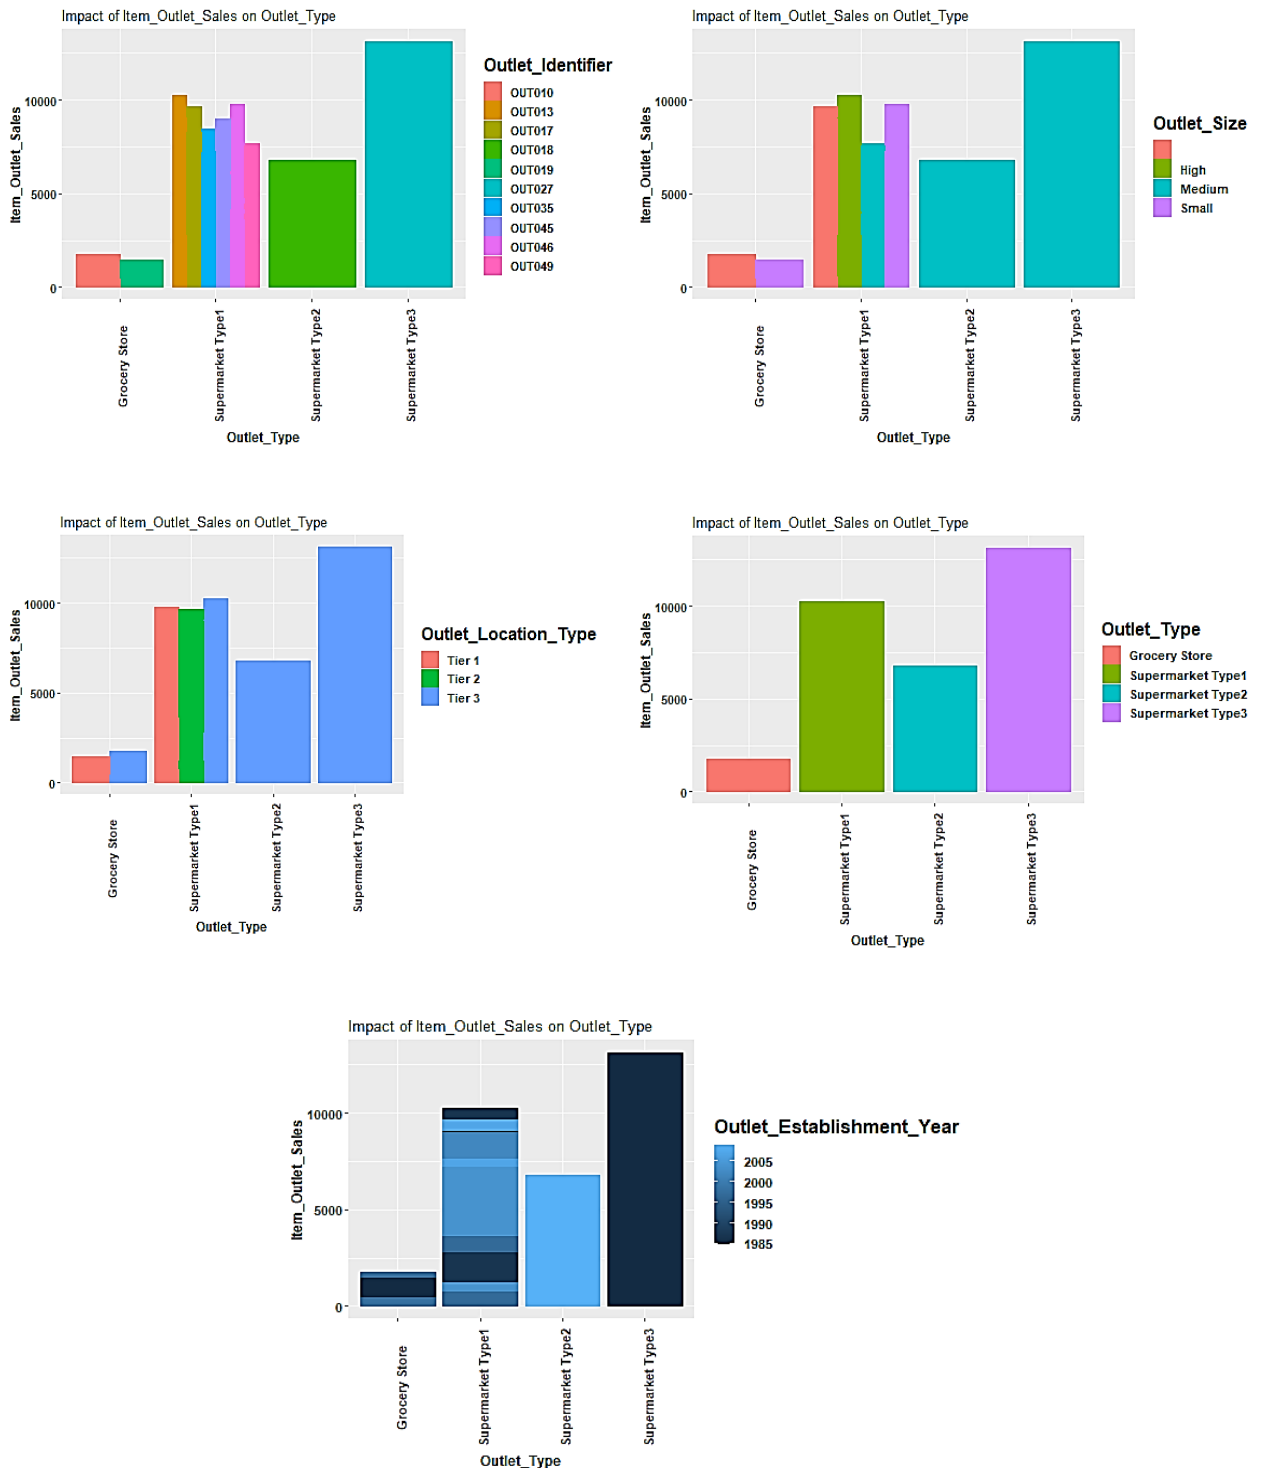 Impact of Item_Outlet_Sales on Outlet_Type
Item_Outlet_Sales
10000
5000
0
Grocery Store
Supermarket Type1
Supermarket Type2
Supermarket Type3
Outlet_Type
Outlet_Identifier
OUT010
OUT013
OUT017
OUT018
OUT019
OUT027
OUT035
OUT045
OUT046
OUT049
Impact of Item_Outlet_Sales on Outlet_Type
Item_Outlet_Sales
10000
5000
0
Grocery Store
Supermarket Type1
Supermarket Type2
Supermarket Type3
Outlet_Type
Outlet_Size
High
Medium
Small
Impact of Item_Outlet_Sales on Outlet_Type
Item_Outlet_Sales
10000
5000
0
Grocery Store
Supermarket Type1
Supermarket Type2
Supermarket Type3
Outlet_Type
Outlet_Location_Type
Tier 1
Tier 2
Tier 3
Impact of Item_Outlet_Sales on Outlet_Type
Item_Outlet_Sales
10000
5000
0
Grocery Store
Supermarket Type1
Supermarket Type2
Supermarket Type3
Outlet_Type
Outlet_Type
Grocery Store
Supermarket Type1
Supermarket Type2
Supermarket Type3
Impact of Item_Outlet_Sales on Outlet_Type
Item_Outlet_Sales
10000
5000
0
Grocery Store
Supermarket Type1
Supermarket Type2
Supermarket Type3
Outlet_Type
Outlet_Establishment_Year
2005
2000
1995
1990
1985